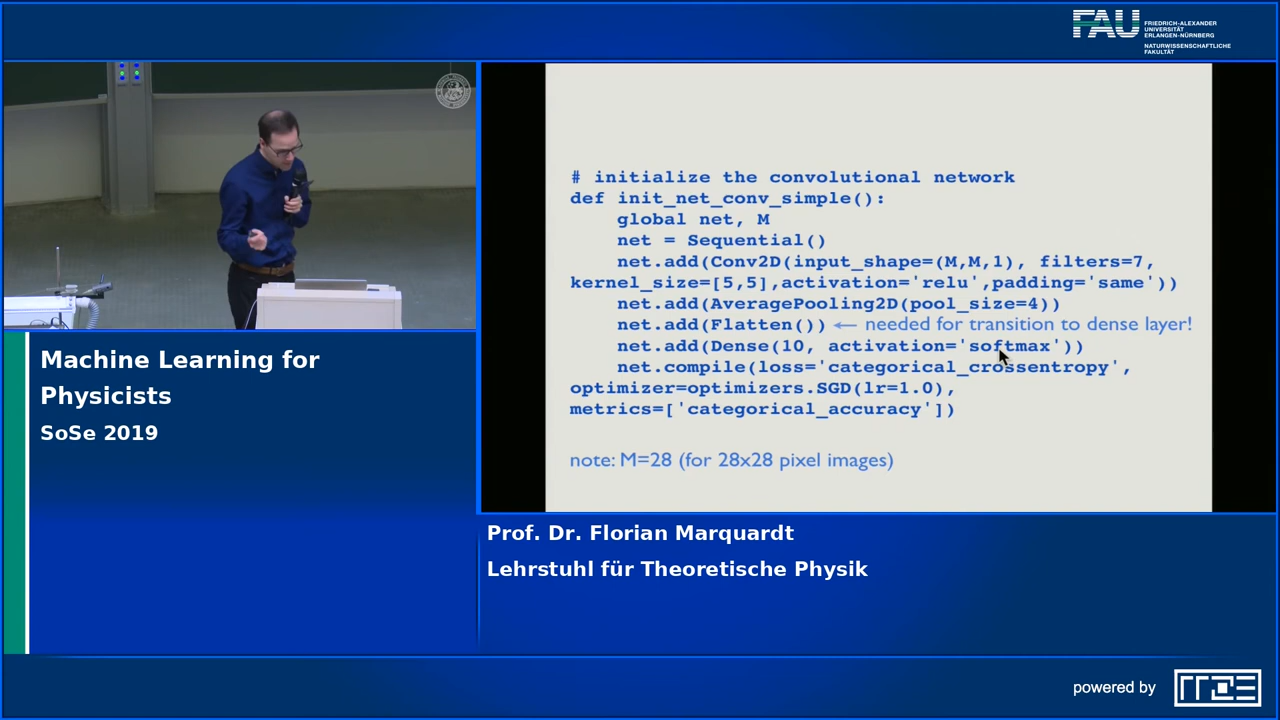 FAU
FRIEDRICH-ALEXANDER
UNIVERSITÄT
ERLANGEN-NÜRNBERG
NATURWISSENSCHAFTLICHE
FAKULTÄT
# initialize the convolutional network
def init_net_conv_simple():
    global net, M
    net = Sequential()
    net.add(Conv2D(input_shape=(M,M,1), filters=7,
kernel_size=[5,5],activation='relu',padding='same'))
    net.add(AveragePooling2D(pool_size=4))
    net.add(Flatten()) ← needed for transition to dense layer!
    net.add(Dense(10, activation='softmax'))
    net.compile(loss='categorical_crossentropy',
optimizer=optimizers.SGD(lr=1.0),
metrics=['categorical_accuracy'])
note: M=28 (for 28x28 pixel images)
Machine Learning for
Physicists
SoSe 2019
Prof. Dr. Florian Marquardt
Lehrstuhl für Theoretische Physik
powered by
RRZE